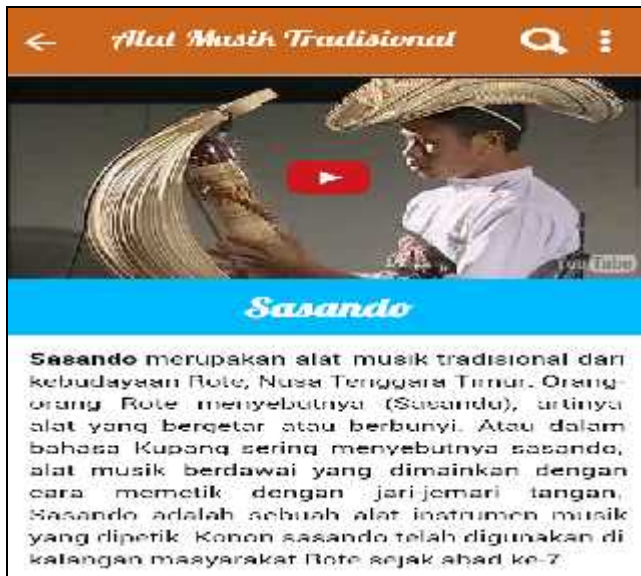 Alat Musik Tradisional
YouTube
Sasando
Sasando merupakan alat musik tradisional dari
kebudayaan Rote, Nusa Tenggara Timur. Orang-
orang Rote menyebutnya (Sasandu), artinya
alat yang bergetar atau berbunyi. Atau dalam
bahasa Kupang sering menyebutnya sasando,
alat musik berdawai yang dimainkan dengan
cara memetik dengan jari-jemari tangan.
Sasando adalah sebuah alat instrumen musik
yang dipetik. Konon sasando telah digunakan di
kalangan masyarakat Rote sejak abad ke-7